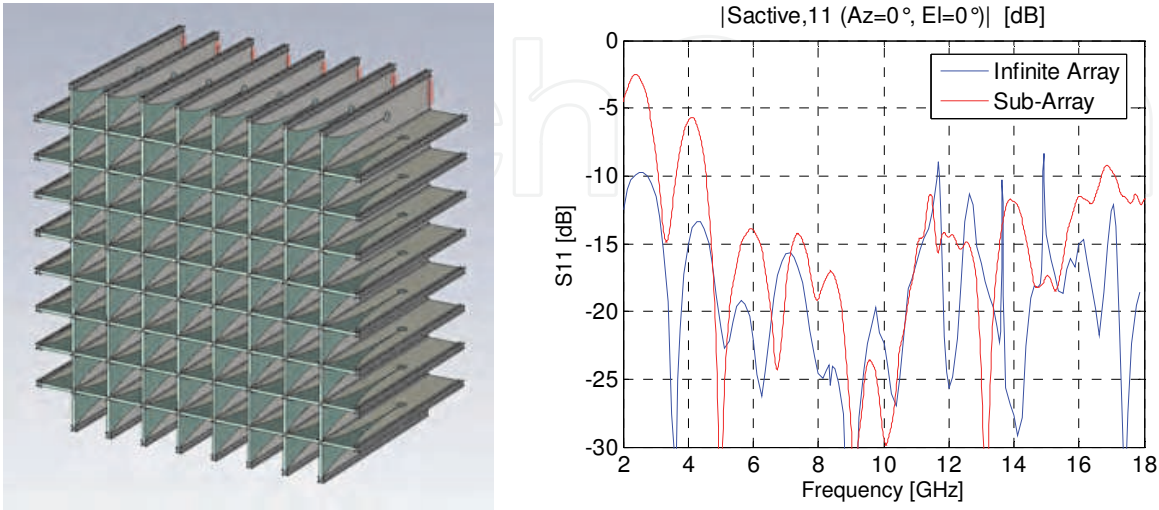 |Sactive,11 (Az=0°, El=0°)| [dB]
0
-5
-10
-15
-20
-25
-30
S11 [dB]
Infinite Array
Sub-Array
2 4 6 8 10 12 14 16 18
Frequency [GHz]